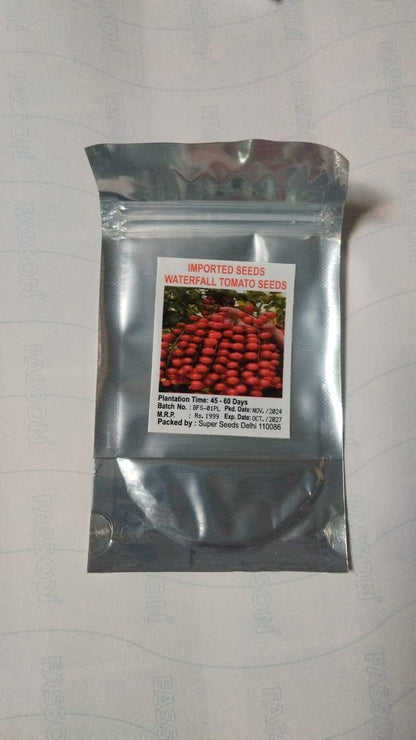 IMPORTED SEEDS
WATERFALL TOMATO SEEDS
Plantation Time: 45 - 60 Days
Batch No. : BFS-01PL Pkd. Date: NOV./2024
M.R.P. : Rs.1999 Exp. Date: OCT./2027
Packed by : Super Seeds Delhi 110086
FASSON
FASSON
FASSON
FASSON
FASSON
FASSON